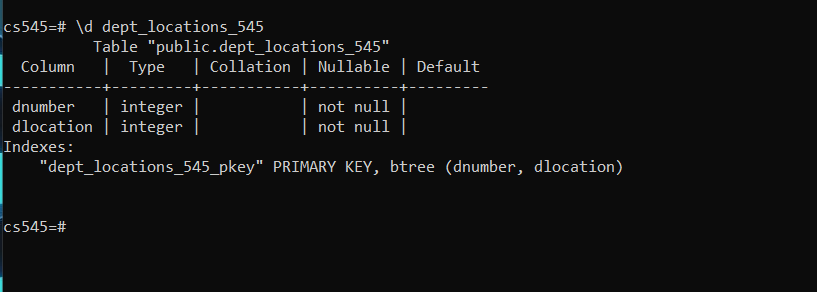 cs545=# \d dept_locations_545
         Table "public.dept_locations_545"
  Column   |  Type   | Collation | Nullable | Default
-----------+---------+-----------+----------+---------
 dnumber   | integer |           | not null |
 dlocation | integer |           | not null |
Indexes:
    "dept_locations_545_pkey" PRIMARY KEY, btree (dnumber, dlocation)
cs545=#